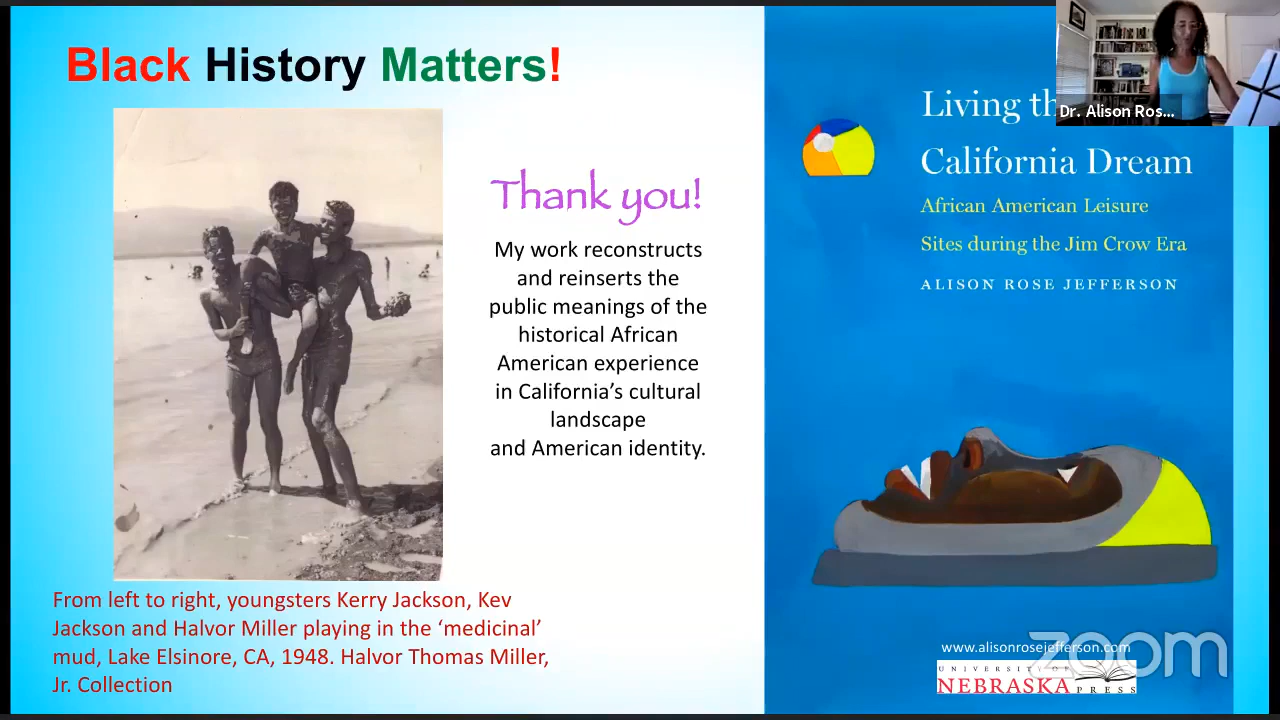 Black History Matters!
Thank you!
My work reconstructs
and reinserts the
public meanings of the
historical African
American experience
in California’s cultural
landscape
and American identity.
From left to right, youngsters Kerry Jackson, Kev
Jackson and Halvor Miller playing in the ‘medicinal’
mud, Lake Elsinore, CA, 1948. Halvor Thomas Miller,
Jr. Collection
Dr. Alison Ros...
Living th
California Dream
African American Leisure
Sites during the Jim Crow Era
ALISON ROSE JEFFERSON
www.alisonrosejefferson.com
zoom
UNIVERSITY OF
NEBRASKA PRESS